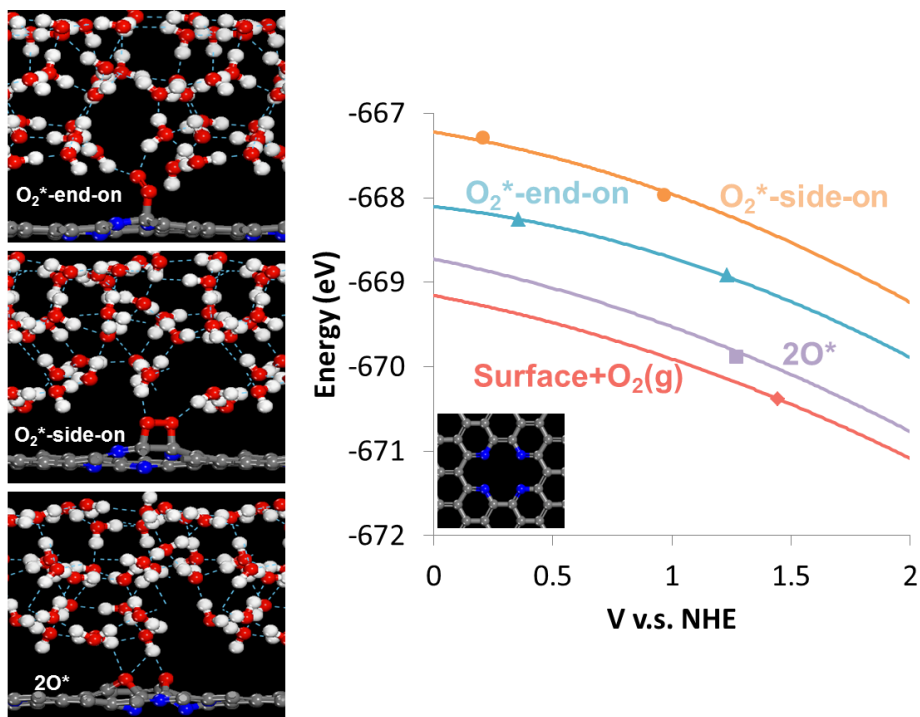 O2*-end-on
O2*-side-on
2O*
Energy (eV)
-667
-668
-669
-670
-671
-672
O2*-end-on
O2*-side-on
2O*
Surface+O2(g)
0
0.5
1
1.5
2
V v.s. NHE